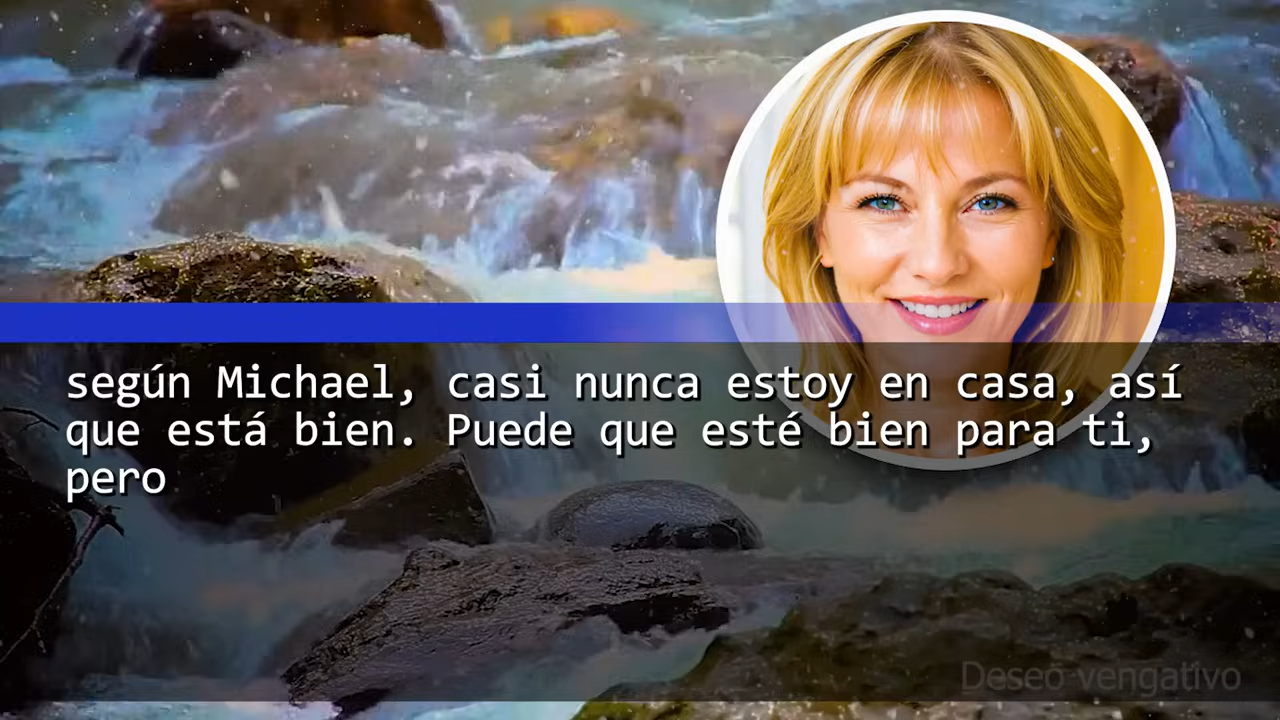 según Michael, casi nunca estoy en casa, así
que está bien. Puede que esté bien para ti,
pero
Deseo vengativo